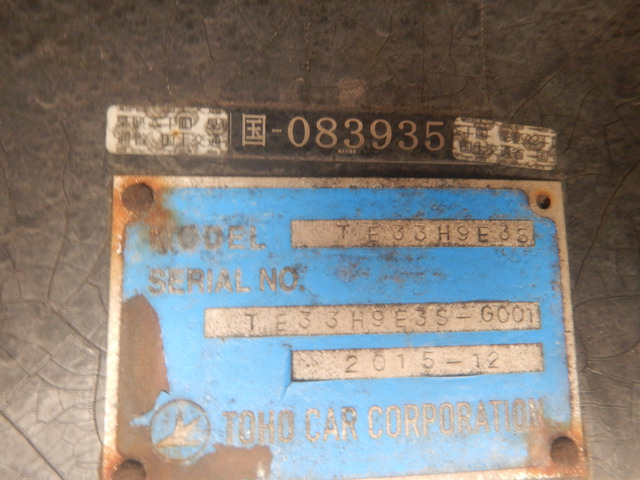 国-083935
MODEL TE33H9E3S
SERIAL NO.
TE33H9E3S-G001
2015-12
TOHO CAR CORPORATION